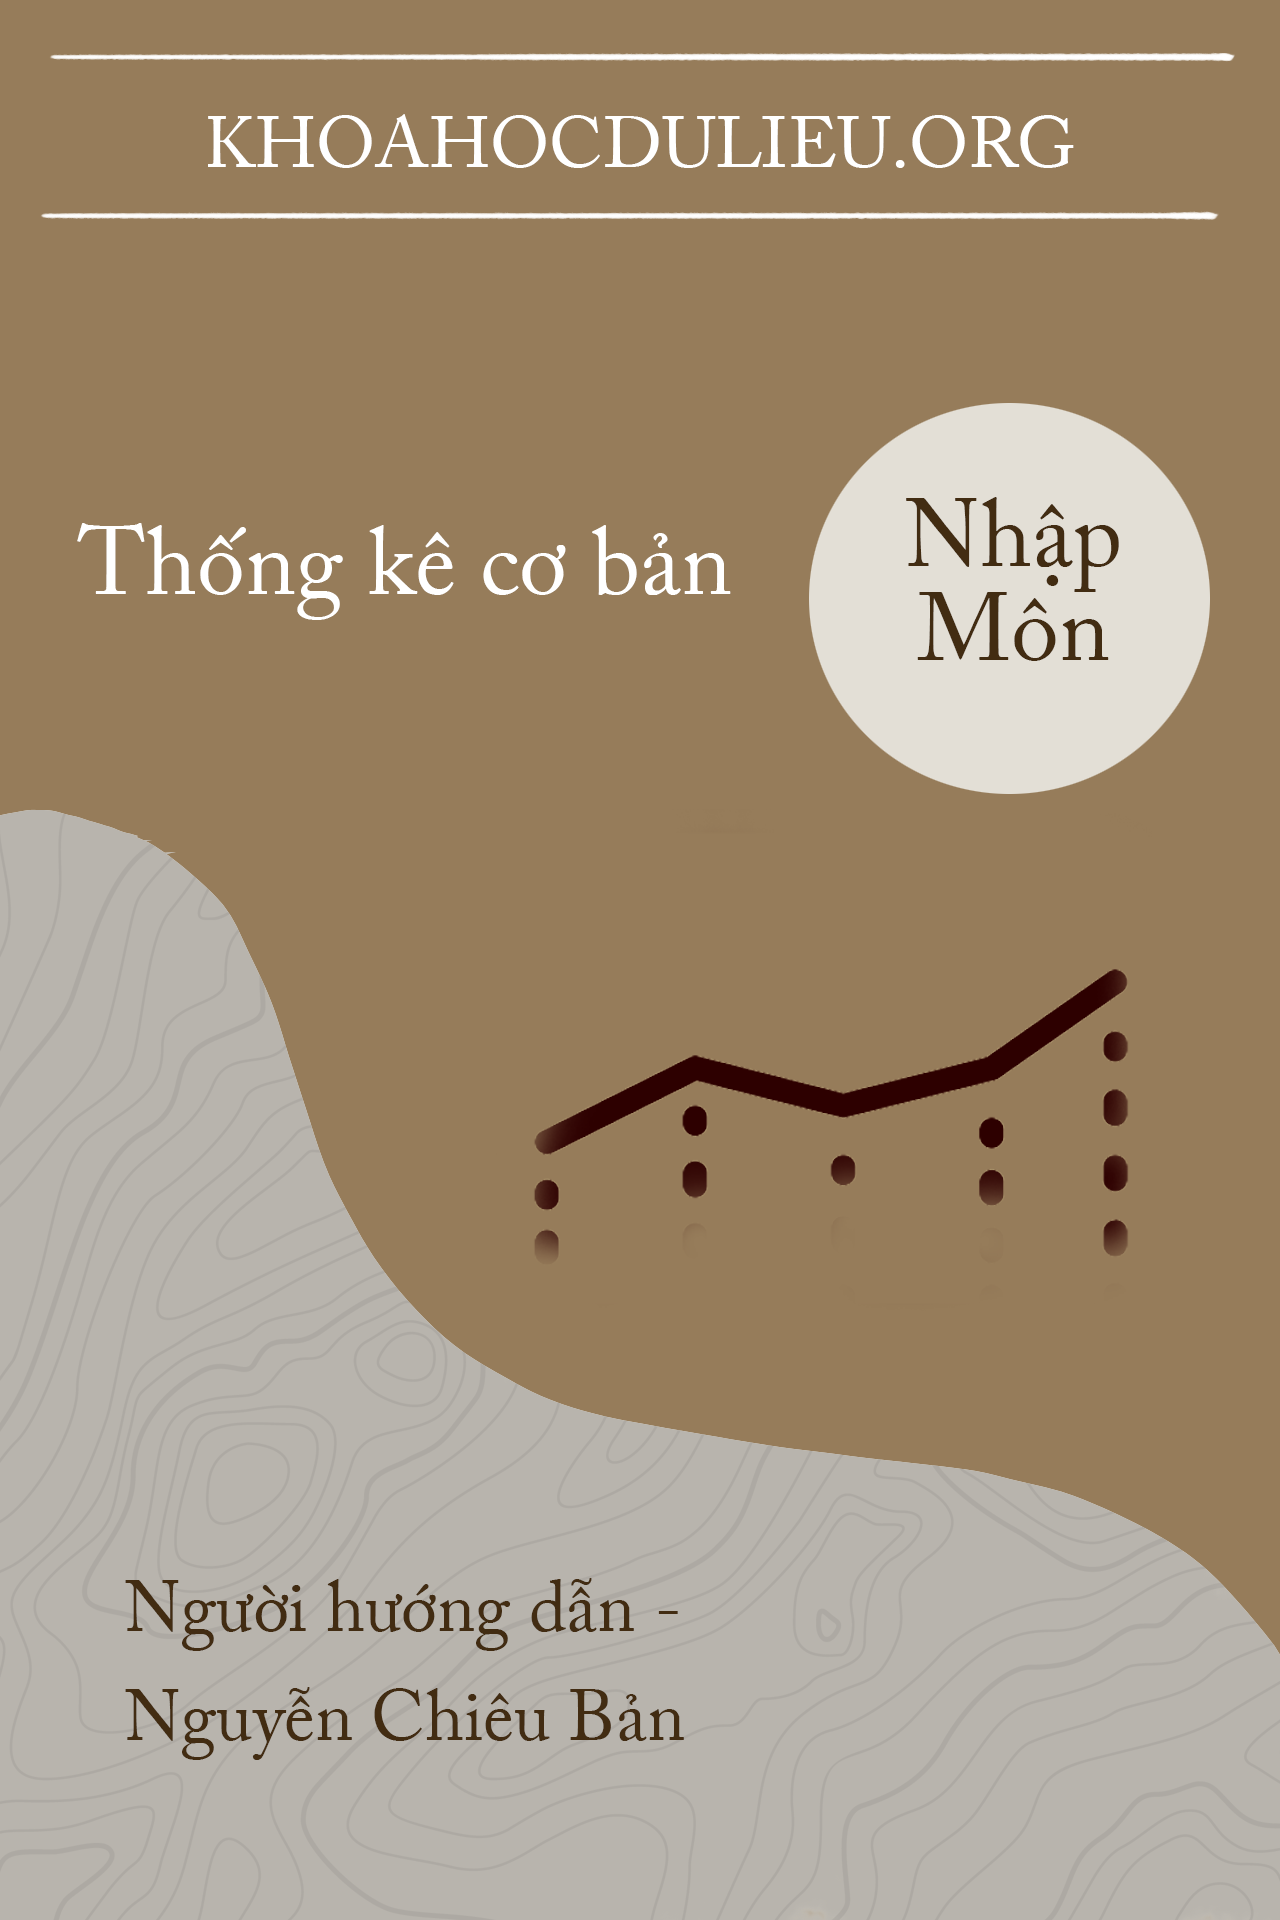 KHOAHOCDULIEU.ORG
Thống kê cơ bản
Nhập
Môn
Người hướng dẫn -
Nguyễn Chiêu Bản